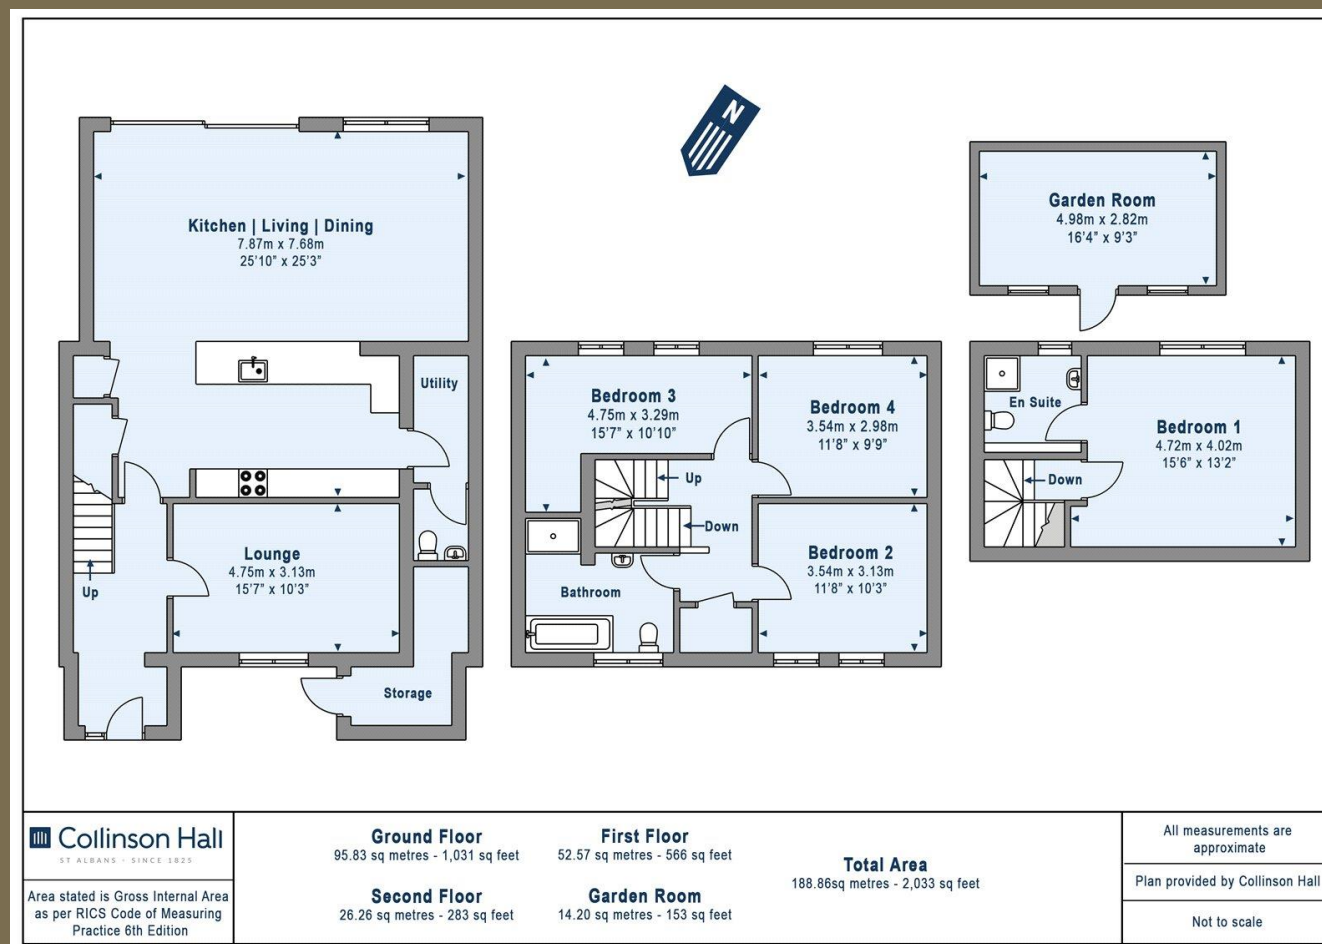 N
Kitchen | Living | Dining
7.87m x 7.68m
25'10" x 25'3"
Utility
Lounge
4.75m x 3.13m
15'7" x 10'3"
Up
Storage
Bedroom 3
4.75m x 3.29m
15'7" x 10'10"
Bedroom 4
3.54m x 2.98m
11'8" x 9'9"
Up
Down
Bedroom 2
3.54m x 3.13m
11'8" x 10'3"
Bathroom
Garden Room
4.98m x 2.82m
16'4" x 9'3"
En Suite
Bedroom 1
4.72m x 4.02m
15'6" x 13'2"
Down
Collinson Hall
ST ALBANS - SINCE 1825
Area stated is Gross Internal Area
as per RICS Code of Measuring
Practice 6th Edition
Ground Floor
95.83 sq metres - 1,031 sq feet
First Floor
52.57 sq metres - 566 sq feet
Second Floor
26.26 sq metres - 283 sq feet
Garden Room
14.20 sq metres - 153 sq feet
Total Area
188.86sq metres - 2,033 sq feet
All measurements are
approximate
Plan provided by Collinson Hall
Not to scale